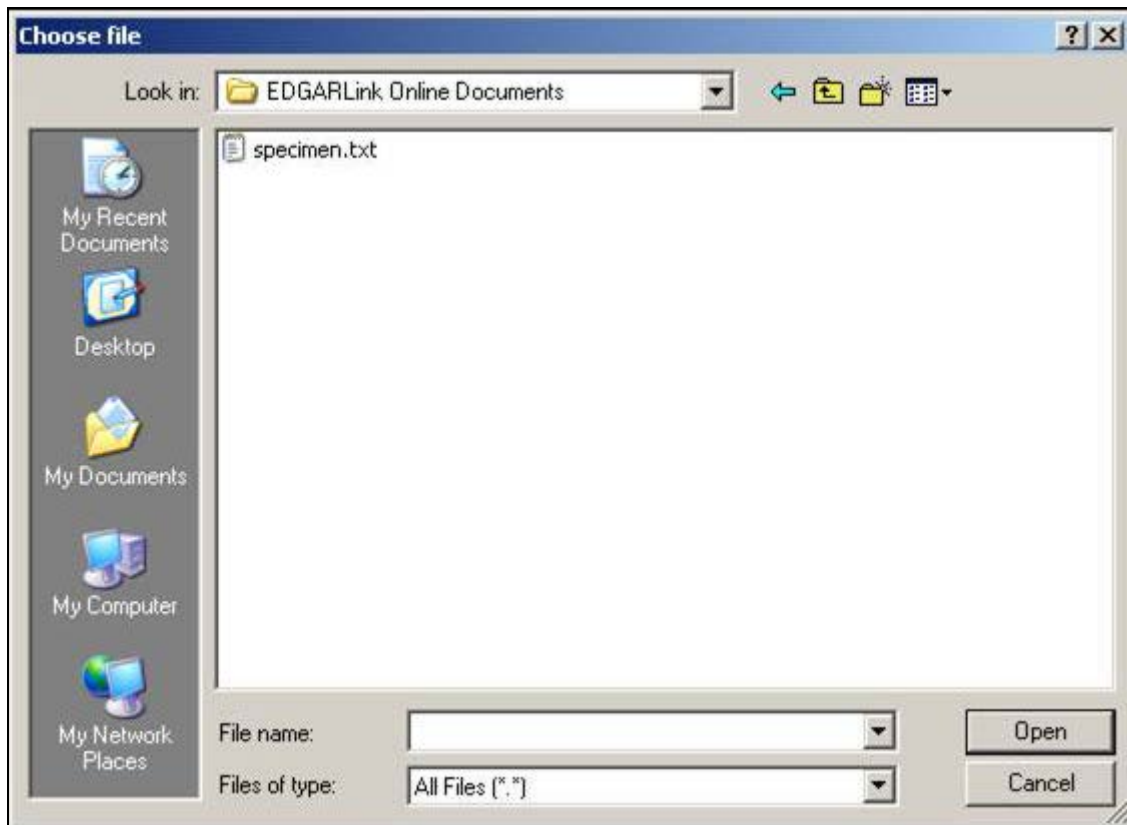 Choose file
Look in:
EDGARLink Online Documents
specimen.txt
My Recent
Documents
Desktop
My Documents
My Computer
My Network
Places
File name:
Open
Files of type:
All Files (*.*)
Cancel